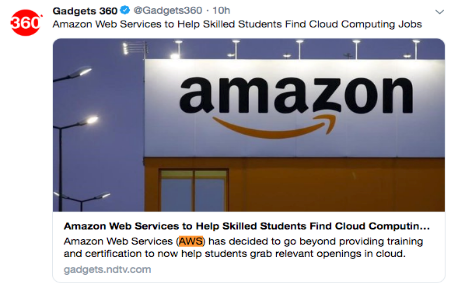 360
Gadgets 360 @Gadgets360 · 10h
Amazon Web Services to Help Skilled Students Find Cloud Computing Jobs
amazon
Amazon Web Services to Help Skilled Students Find Cloud Computin...
Amazon Web Services (AWS) has decided to go beyond providing training
and certification to now help students grab relevant openings in cloud.
gadgets.ndtv.com